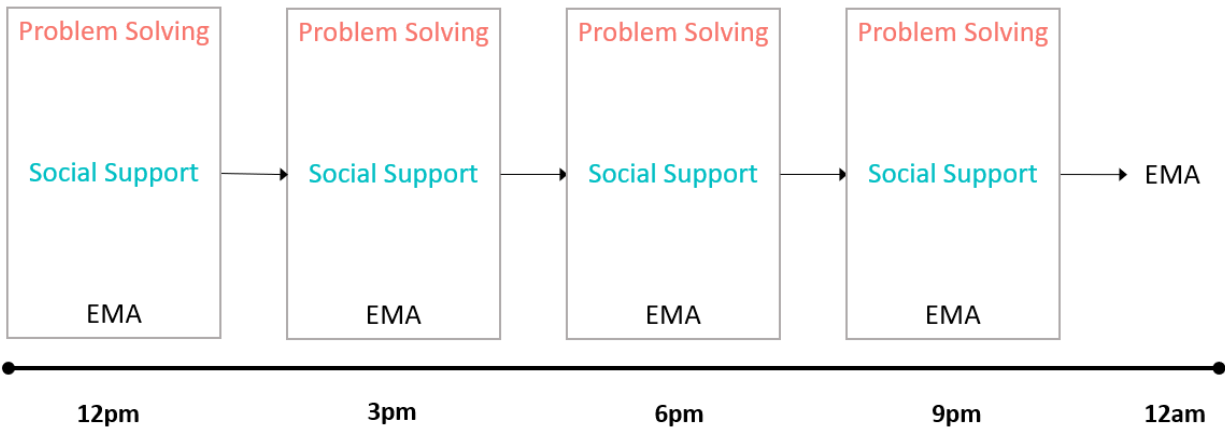 Problem Solving
Social Support
EMA
Problem Solving
Social Support
EMA
Problem Solving
Social Support
EMA
Problem Solving
Social Support
EMA
EMA
12pm
3pm
6pm
9pm
12am